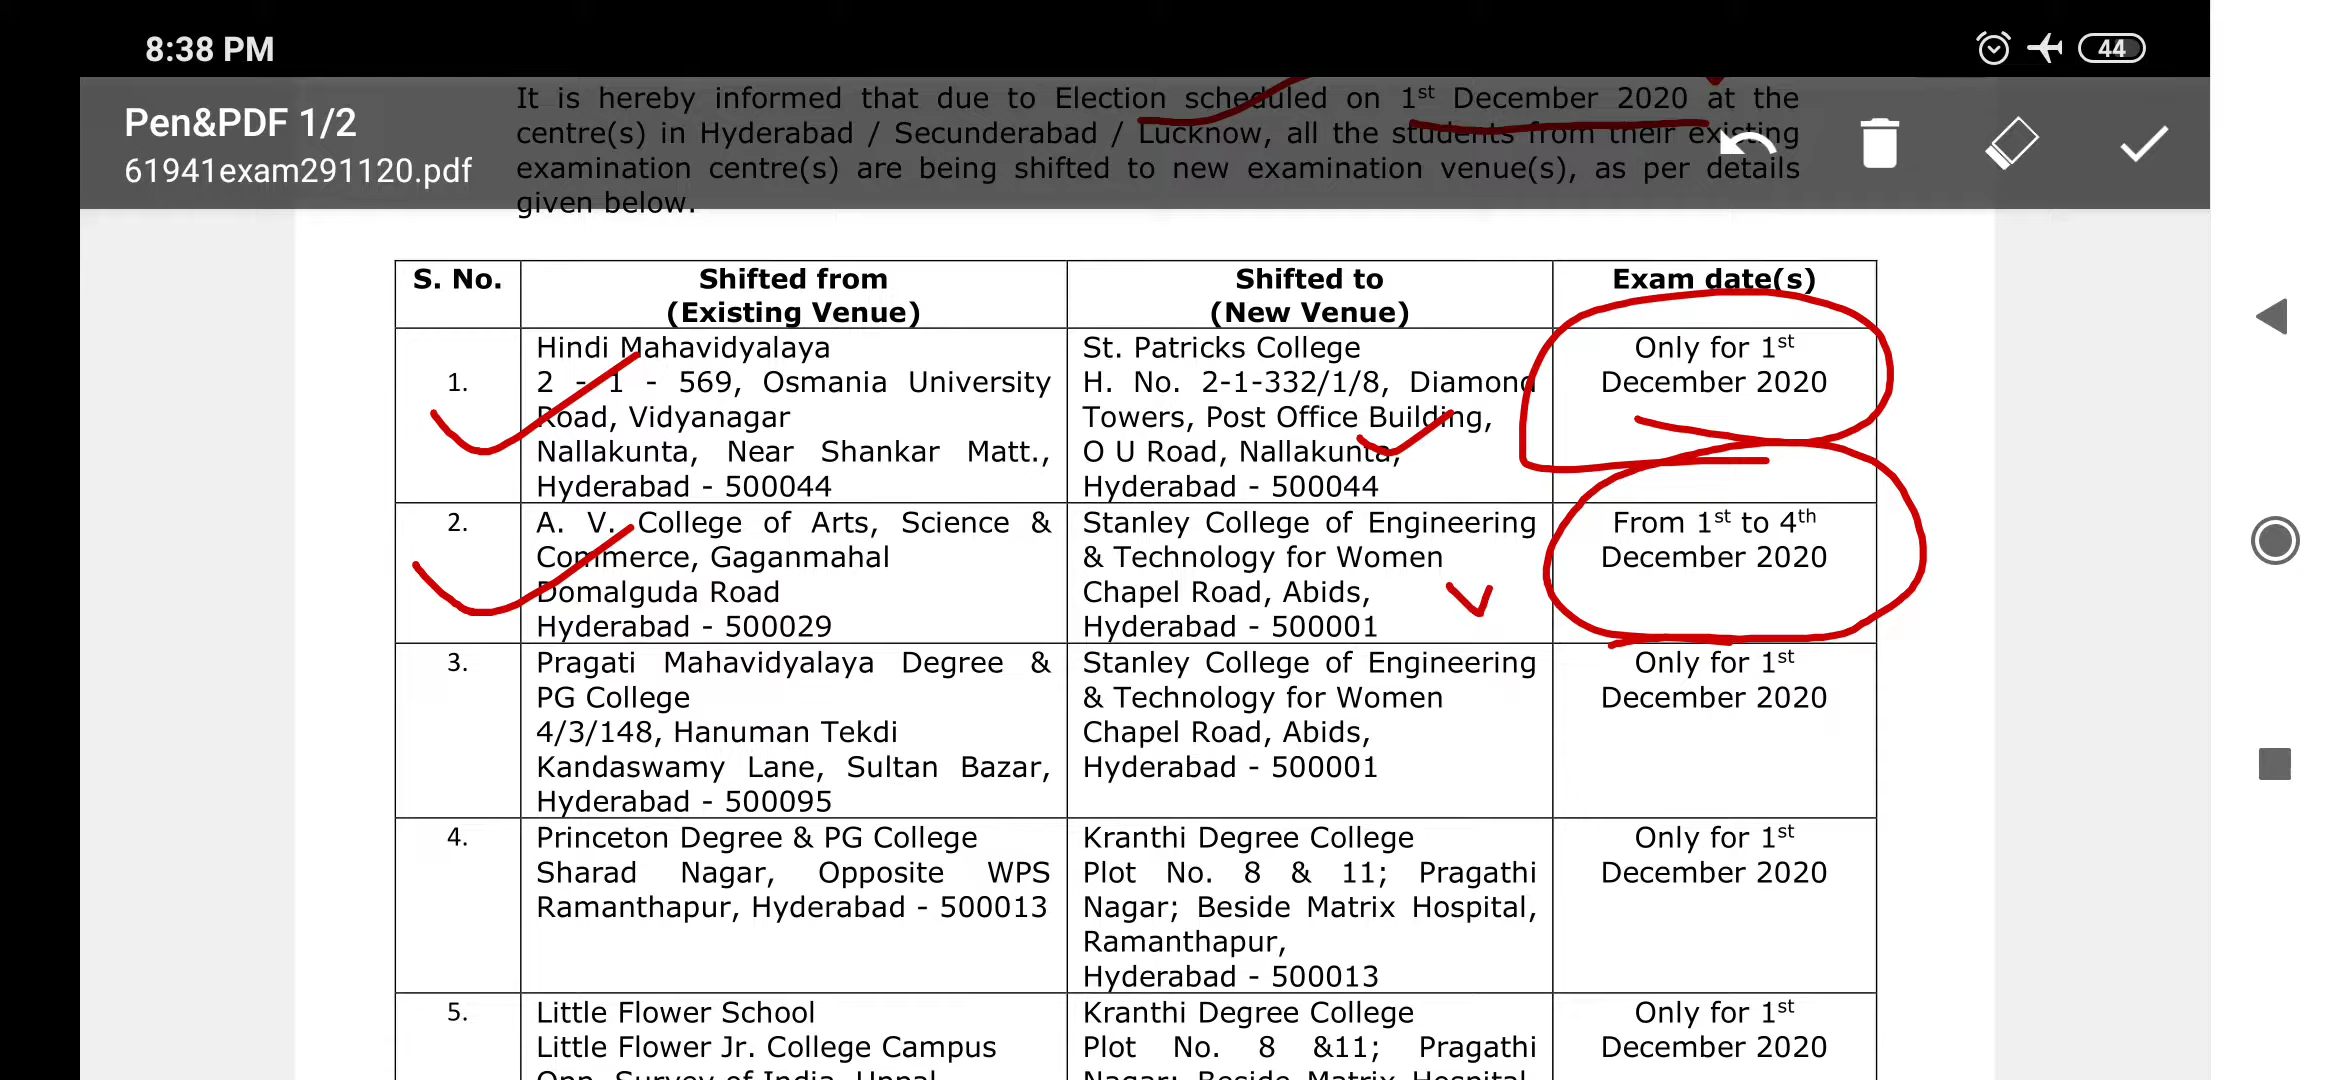 8:38 PM
44
Pen&PDF 1/2
61941exam291120.pdf
It is hereby informed that due to Election scheduled on 1st December 2020 at the
centre(s) in Hyderabad / Secunderabad / Lucknow, all the students from their existing
examination centre(s) are being shifted to new examination venue(s), as per details
given below.
S. No.
Shifted from
(Existing Venue)
Shifted to
(New Venue)
Exam date(s)
1.
Hindi Mahavidyalaya
2 - 1 - 569, Osmania University
Road, Vidyanagar
Nallakunta, Near Shankar Matt.,
Hyderabad - 500044
St. Patricks College
H. No. 2-1-332/1/8, Diamond
Towers, Post Office Building,
O U Road, Nallakunta,
Hyderabad - 500044
Only for 1st
December 2020
2.
A. V. College of Arts, Science &
Commerce, Gaganmahal
Domalguda Road
Hyderabad - 500029
Stanley College of Engineering
& Technology for Women
Chapel Road, Abids,
Hyderabad - 500001
From 1st to 4th
December 2020
3.
Pragati Mahavidyalaya Degree &
PG College
4/3/148, Hanuman Tekdi
Kandaswamy Lane, Sultan Bazar,
Hyderabad - 500095
Stanley College of Engineering
& Technology for Women
Chapel Road, Abids,
Hyderabad - 500001
Only for 1st
December 2020
4.
Princeton Degree & PG College
Sharad Nagar, Opposite WPS
Ramanthapur, Hyderabad - 500013
Kranthi Degree College
Plot No. 8 & 11; Pragathi
Nagar; Beside Matrix Hospital,
Ramanthapur,
Hyderabad - 500013
Only for 1st
December 2020
5.
Little Flower School
Little Flower Jr. College Campus
Opp. Survey of India, Uppal
Kranthi Degree College
Plot No. 8 &11; Pragathi
Nagar; Beside Matrix Hospital,
Only for 1st
December 2020